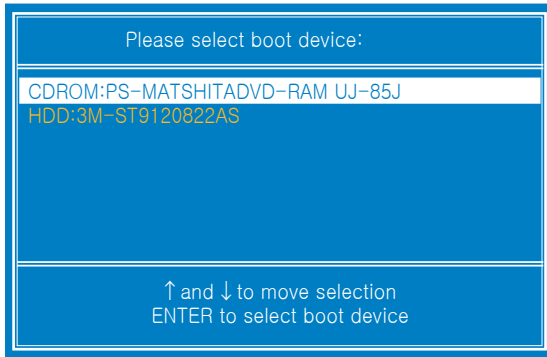 Please select boot device:
CDROM:PS-MATSHITADVD-RAM UJ-85J
HDD:3M-ST9120822AS
↑ and ↓ to move selection
ENTER to select boot device